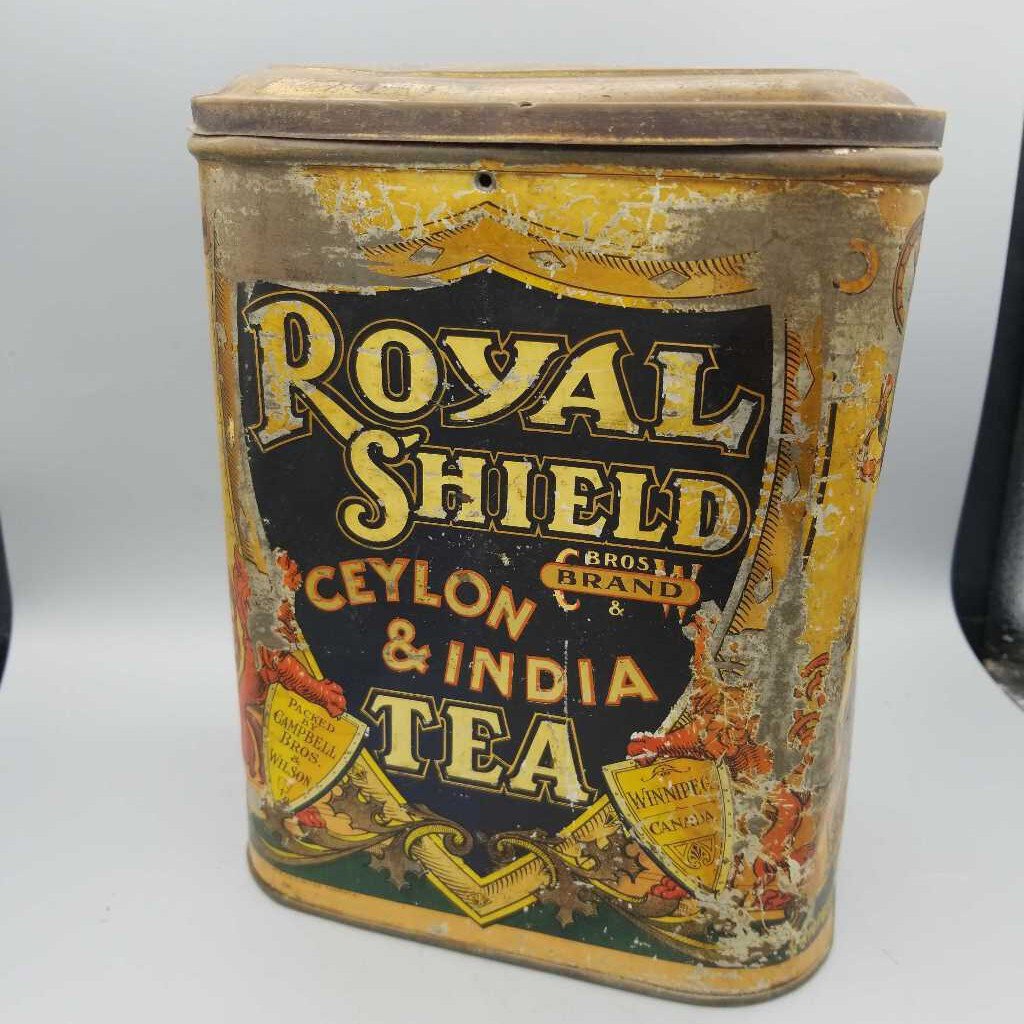 ROYAL
SHIELD
BROS
C W
BRAND
&
CEYLON
& INDIA
TEA
PACKED
BY
CAMPBELL
BROS.
&
WILSON
WINNIPEG
CANADA